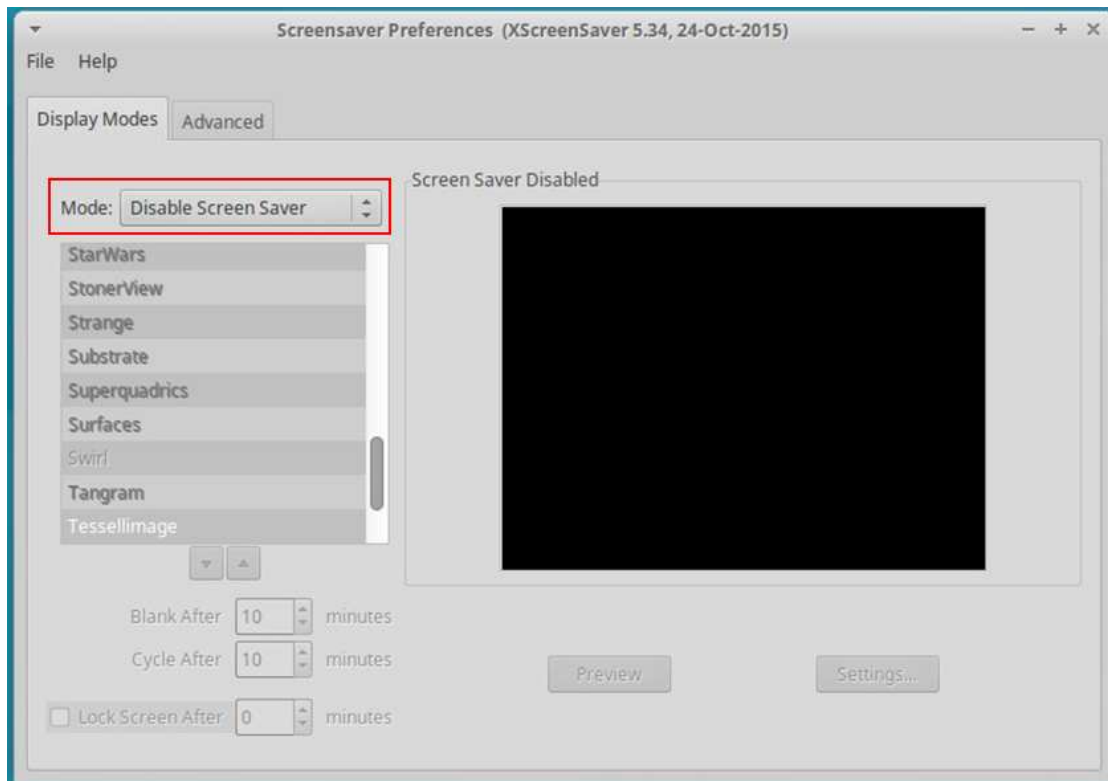 Screensaver Preferences (XScreenSaver 5.34, 24-Oct-2015)
File Help
Display Modes Advanced
Screen Saver Disabled
Mode: Disable Screen Saver
StarWars
StonerView
Strange
Substrate
Superquadrics
Surfaces
Swirl
Tangram
Tessellimage
Blank After 10 minutes
Cycle After 10 minutes
Preview Settings...
Lock Screen After 0 minutes